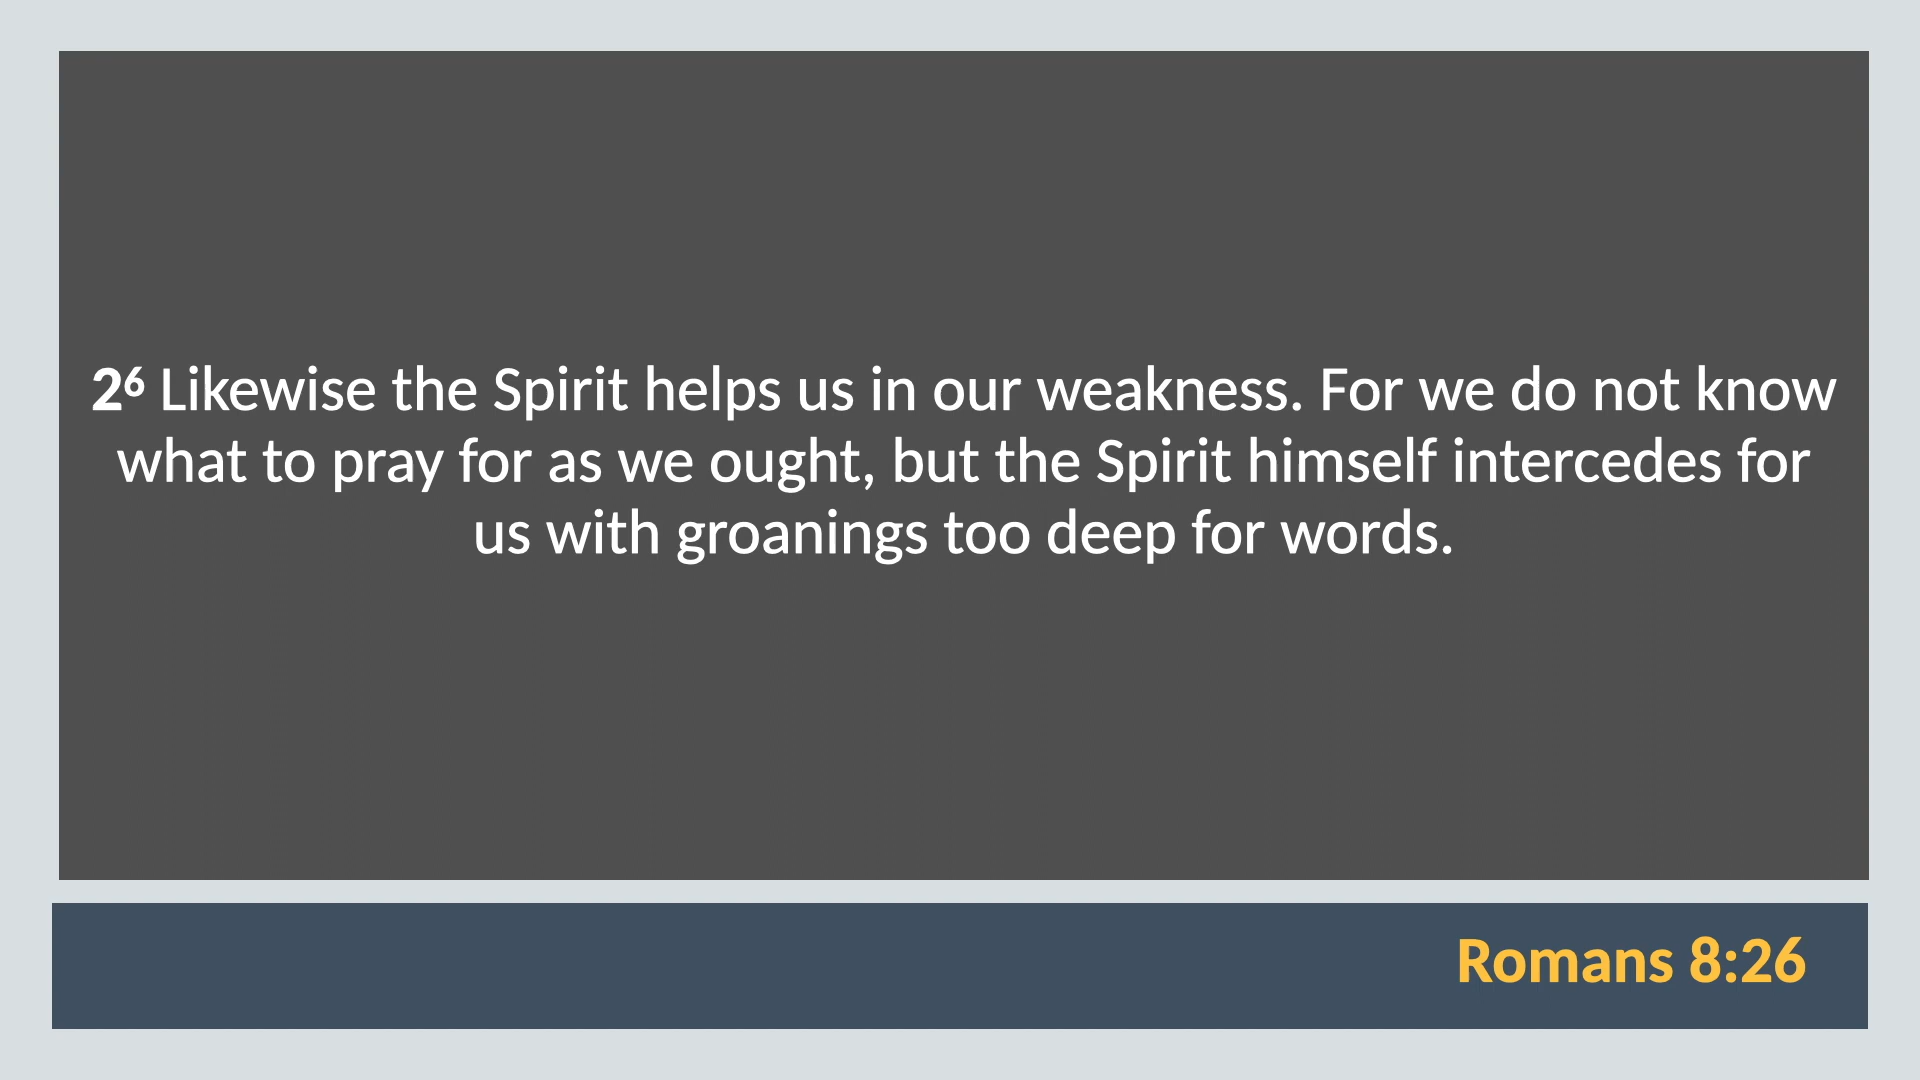 2⁶ Likewise the Spirit helps us in our weakness. For we do not know
what to pray for as we ought, but the Spirit himself intercedes for
us with groanings too deep for words.
Romans 8:26